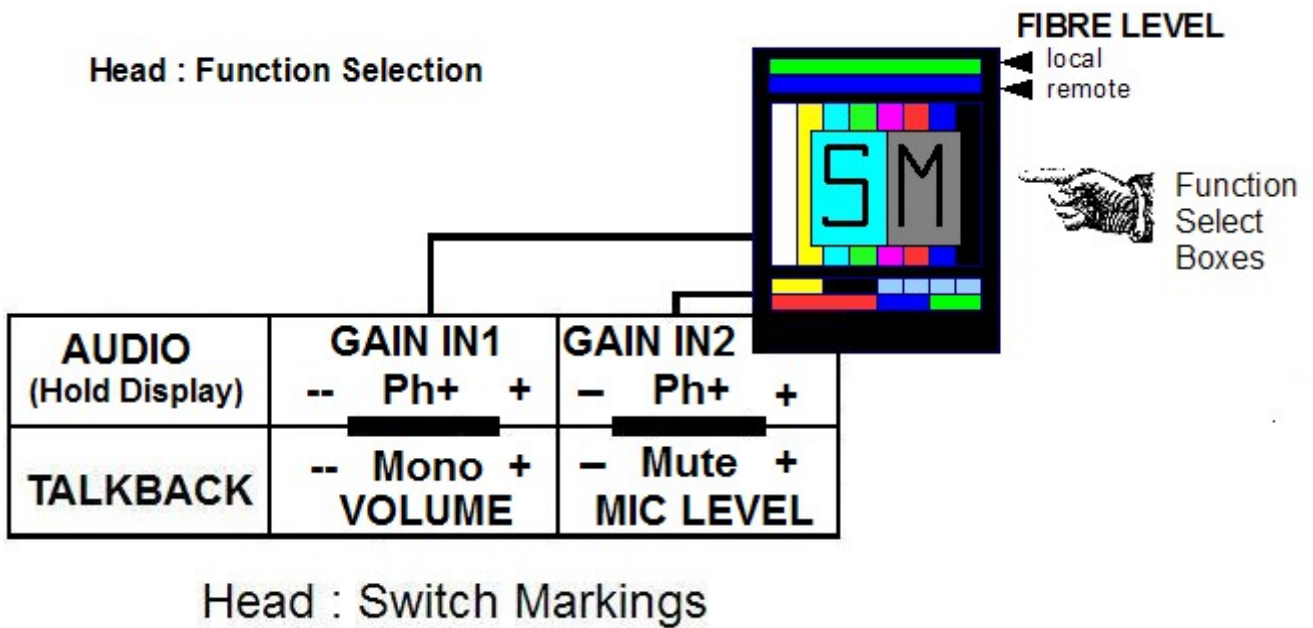 FIBRE LEVEL
local
remote
Head : Function Selection
S M
Function
Select
Boxes
AUDIO
(Hold Display)
GAIN IN1
-- Ph+ +
GAIN IN2
– Ph+ +
TALKBACK
-- Mono +
VOLUME
– Mute +
MIC LEVEL
Head : Switch Markings